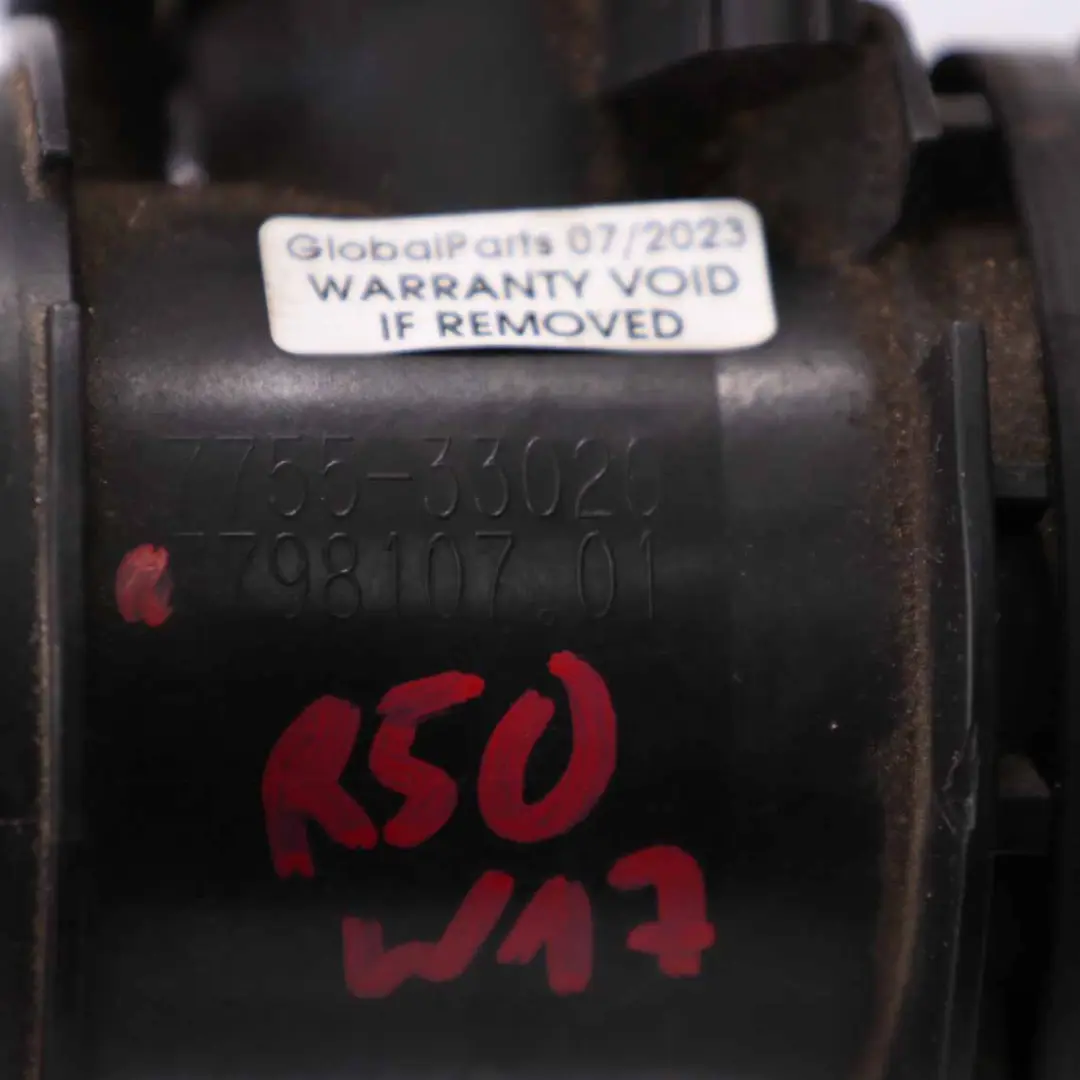 GlobalParts 07/2023
WARRANTY VOID
IF REMOVED
7755-33020
7798107.01
R50
W17